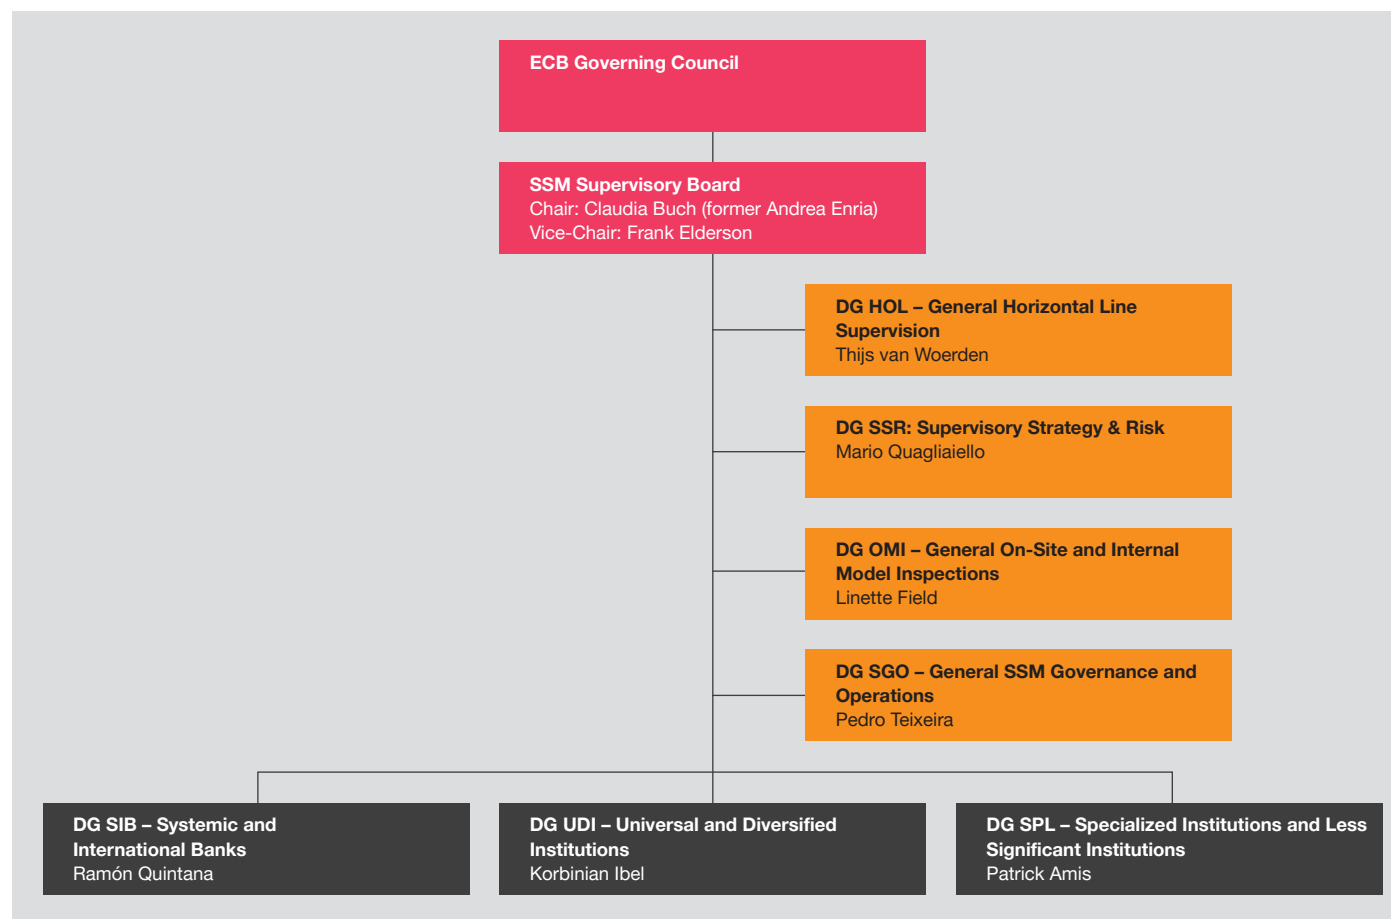 ECB Governing Council
SSM Supervisory Board
Chair: Claudia Buch (former Andrea Enria)
Vice-Chair: Frank Elderson
DG HOL – General Horizontal Line
Supervision
Thijs van Woerden
DG SSR: Supervisory Strategy & Risk
Mario Quagliaiello
DG OMI – General On-Site and Internal
Model Inspections
Linette Field
DG SGO – General SSM Governance and
Operations
Pedro Teixeira
DG SIB – Systemic and
International Banks
Ramón Quintana
DG UDI – Universal and Diversified
Institutions
Korbinian Ibel
DG SPL – Specialized Institutions and Less
Significant Institutions
Patrick Amis